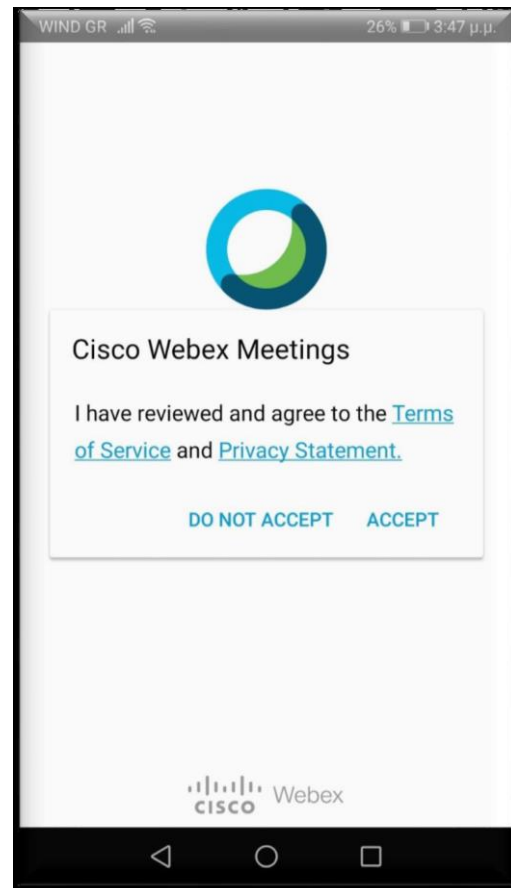 WIND GR 26% 3:47 μ.μ.
Cisco Webex Meetings
I have reviewed and agree to the Terms
of Service and Privacy Statement.
DO NOT ACCEPT ACCEPT
CISCO Webex